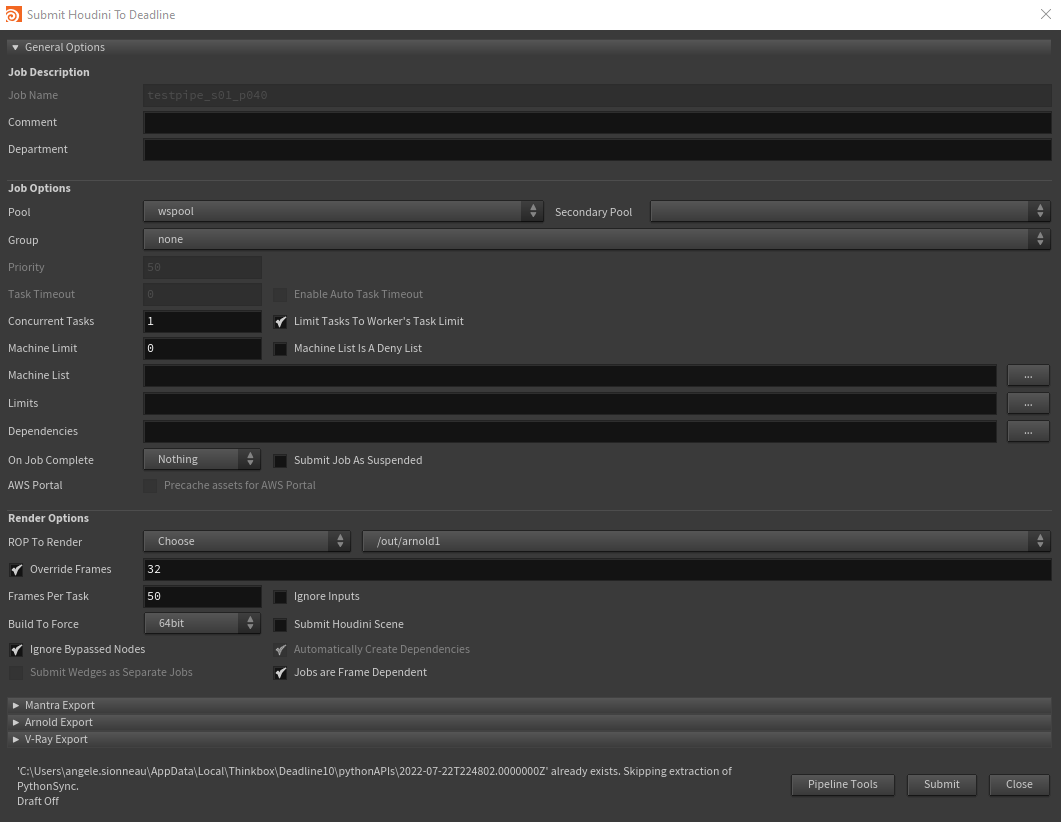 Submit Houdini To Deadline
General Options
Job Description
Job Name testpipe_s01_p040
Comment
Department
Job Options
Pool wspool Secondary Pool
Group none
Priority 50
Task Timeout 0 Enable Auto Task Timeout
Concurrent Tasks 1 Limit Tasks To Worker's Task Limit
Machine Limit 0 Machine List Is A Deny List
Machine List ...
Limits ...
Dependencies ...
On Job Complete Nothing Submit Job As Suspended
AWS Portal Precache assets for AWS Portal
Render Options
ROP To Render Choose /out/arnold1
Override Frames 32
Frames Per Task 50 Ignore Inputs
Build To Force 64bit Submit Houdini Scene
Ignore Bypassed Nodes Automatically Create Dependencies
Submit Wedges as Separate Jobs Jobs are Frame Dependent
Mantra Export
Arnold Export
V-Ray Export
'C:\Users\angele.sionneau\AppData\Local\Thinkbox\Deadline10\pythonAPIs\2022-07-22T224802.0000000Z' already exists. Skipping extraction of
PythonSync.
Draft Off
Pipeline Tools Submit Close